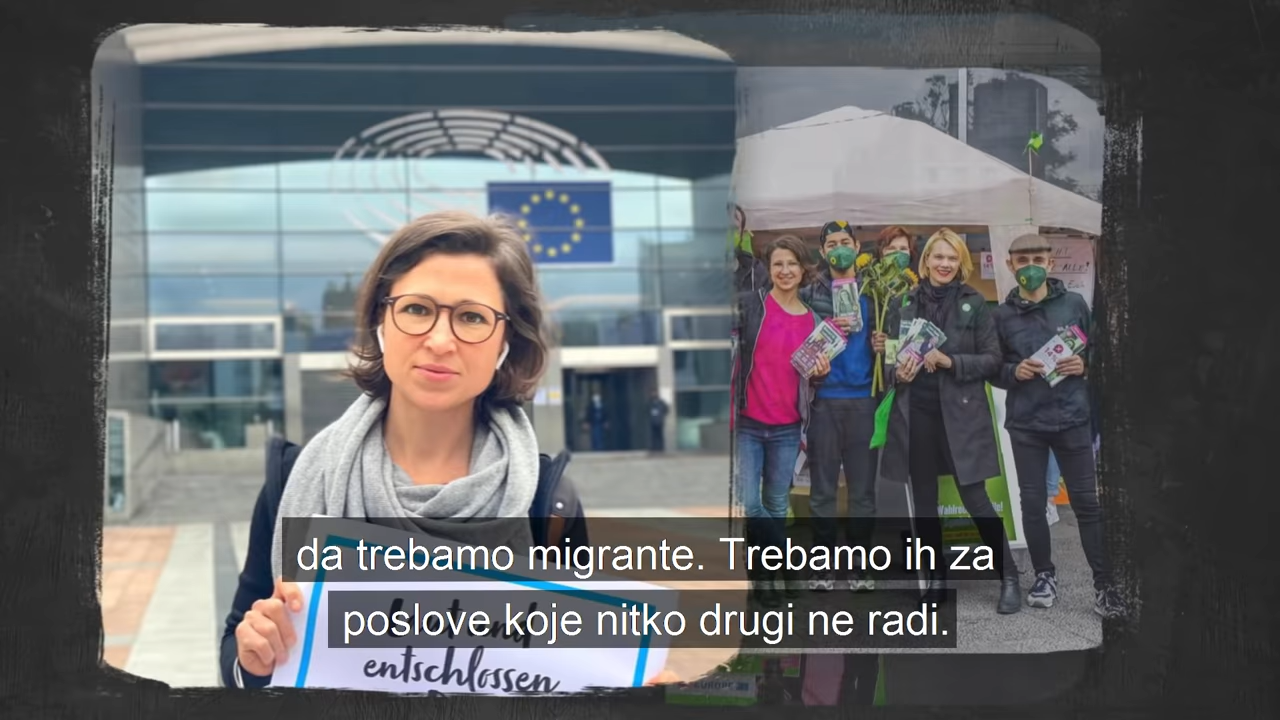 da trebamo migrante. Trebamo ih za
poslove koje nitko drugi ne radi.
entschlossen